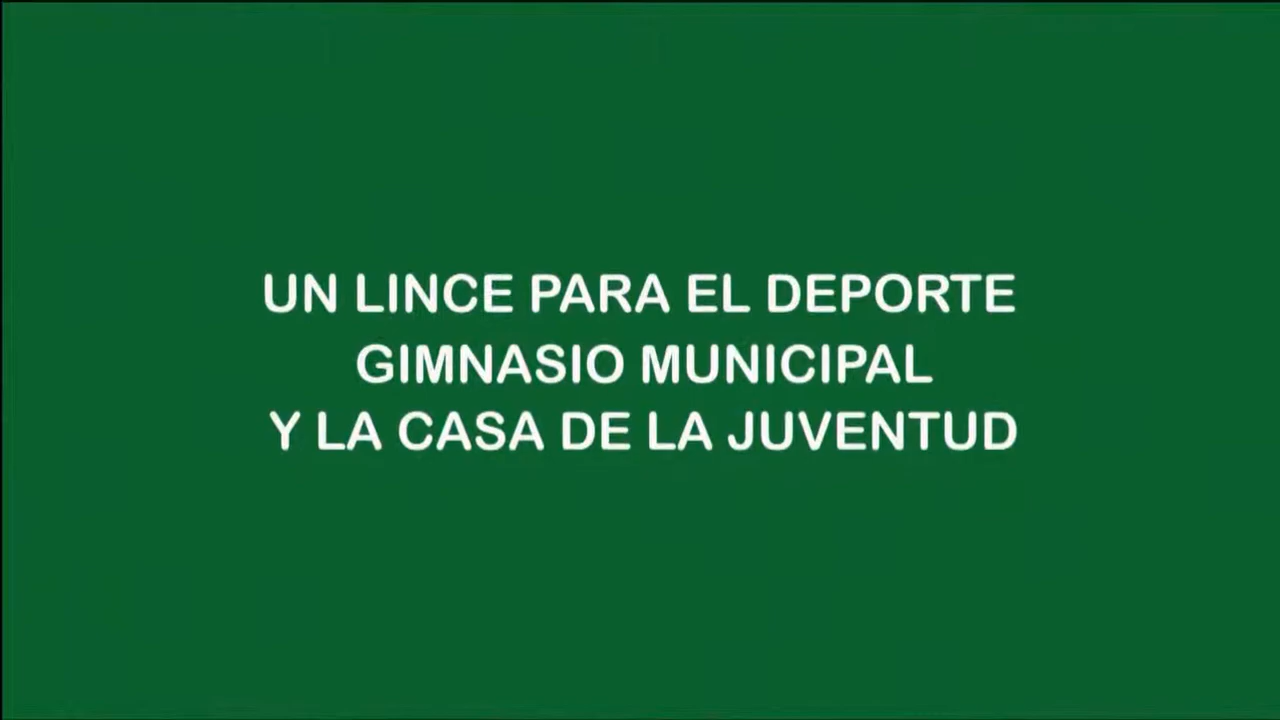 UN LINCE PARA EL DEPORTE
GIMNASIO MUNICIPAL
Y LA CASA DE LA JUVENTUD